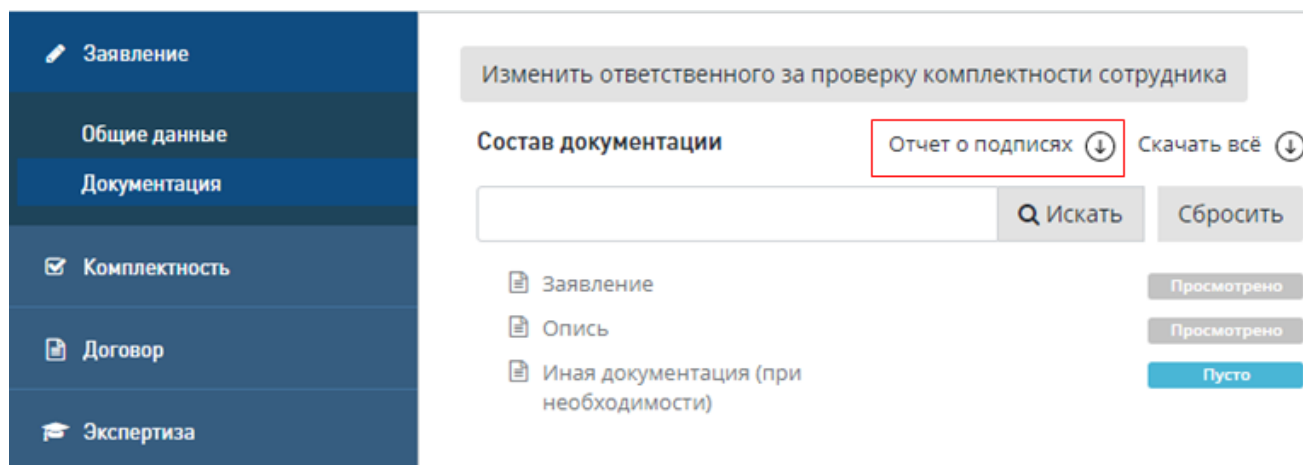 Заявление
Общие данные
Документация
Комплектность
Договор
Экспертиза
Изменить ответственного за проверку комплектности сотрудника
Состав документации
Отчет о подписях
Скачать всё
Искать
Сбросить
Заявление
Просмотрено
Опись
Просмотрено
Иная документация (при
необходимости)
Пусто